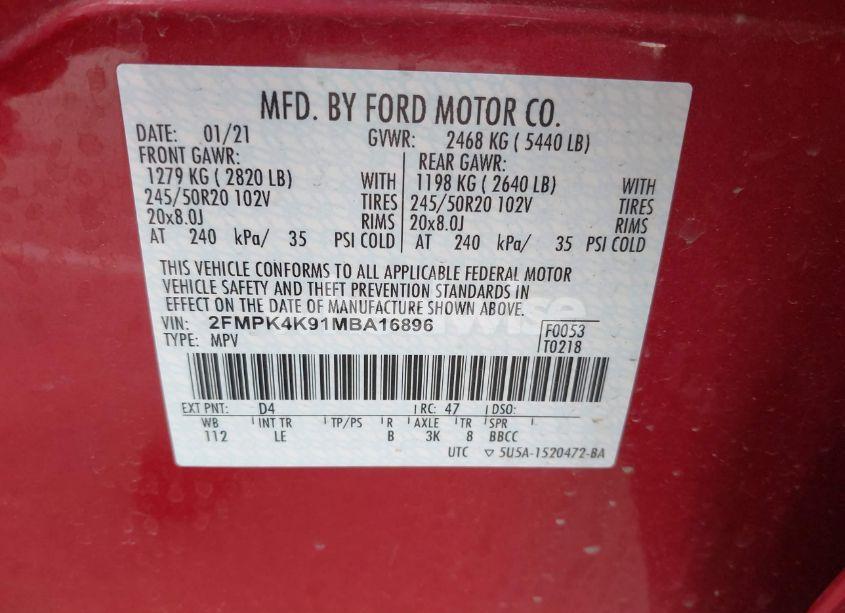 MFD. BY FORD MOTOR CO.
DATE: 01/21 GVWR: 2468 KG ( 5440 LB)
FRONT GAWR: REAR GAWR:
1279 KG ( 2820 LB) WITH 1198 KG ( 2640 LB) WITH
245/50R20 102V TIRES 245/50R20 102V TIRES
20x8.0J RIMS 20x8.0J RIMS
AT 240 kPa/ 35 PSI COLD AT 240 kPa/ 35 PSI COLD
THIS VEHICLE CONFORMS TO ALL APPLICABLE FEDERAL MOTOR
VEHICLE SAFETY AND THEFT PREVENTION STANDARDS IN
EFFECT ON THE DATE OF MANUFACTURE SHOWN ABOVE.
VIN: 2FMPK4K91MBA16896 F0053
TYPE: MPV T0218
EXT PNT: D4 RC: 47 DSO:
WB INT TR TP/PS R AXLE TR SPR
112 LE B 3K 8 BBCC
UTC ▽ 5U5A-1520472-BA